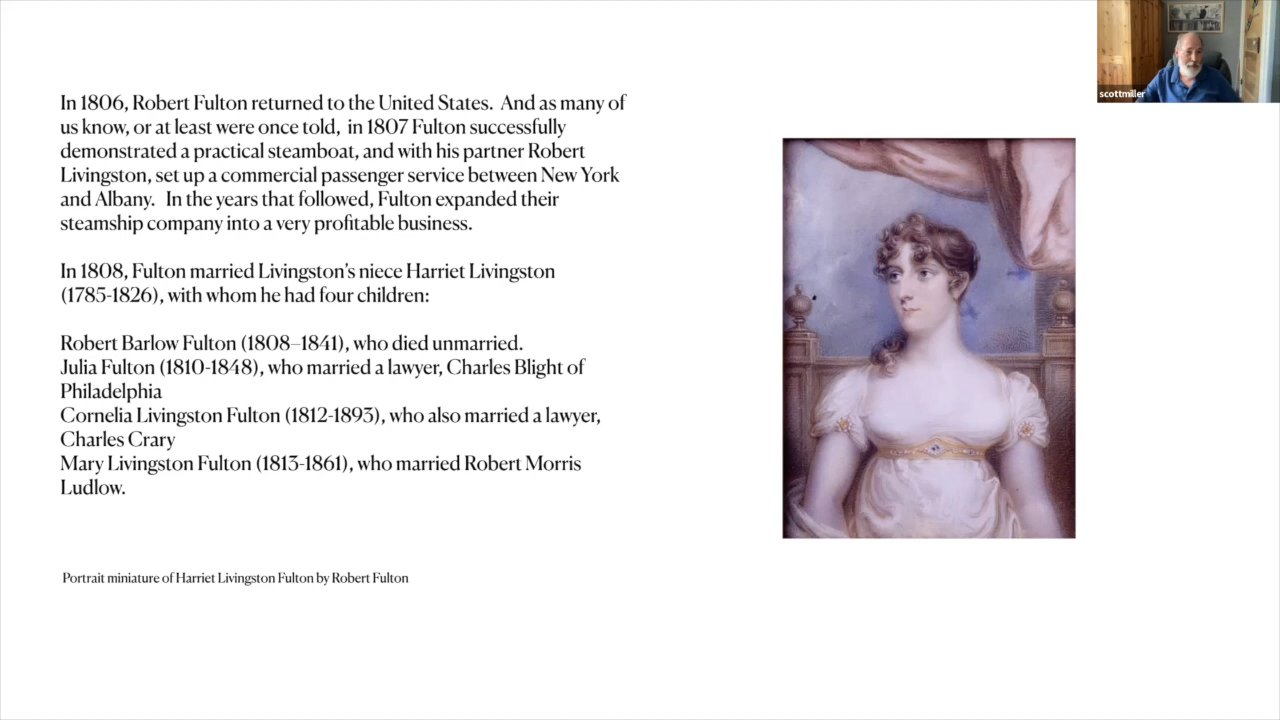 scottmiller
In 1806, Robert Fulton returned to the United States.  And as many of
us know, or at least were once told,  in 1807 Fulton successfully
demonstrated a practical steamboat, and with his partner Robert
Livingston, set up a commercial passenger service between New York
and Albany.   In the years that followed, Fulton expanded their
steamship company into a very profitable business.
In 1808, Fulton married Livingston's niece Harriet Livingston
(1785-1826), with whom he had four children:
Robert Barlow Fulton (1808–1841), who died unmarried.
Julia Fulton (1810-1848), who married a lawyer, Charles Blight of
Philadelphia
Cornelia Livingston Fulton (1812-1893), who also married a lawyer,
Charles Crary
Mary Livingston Fulton (1813-1861), who married Robert Morris
Ludlow.
Portrait miniature of Harriet Livingston Fulton by Robert Fulton